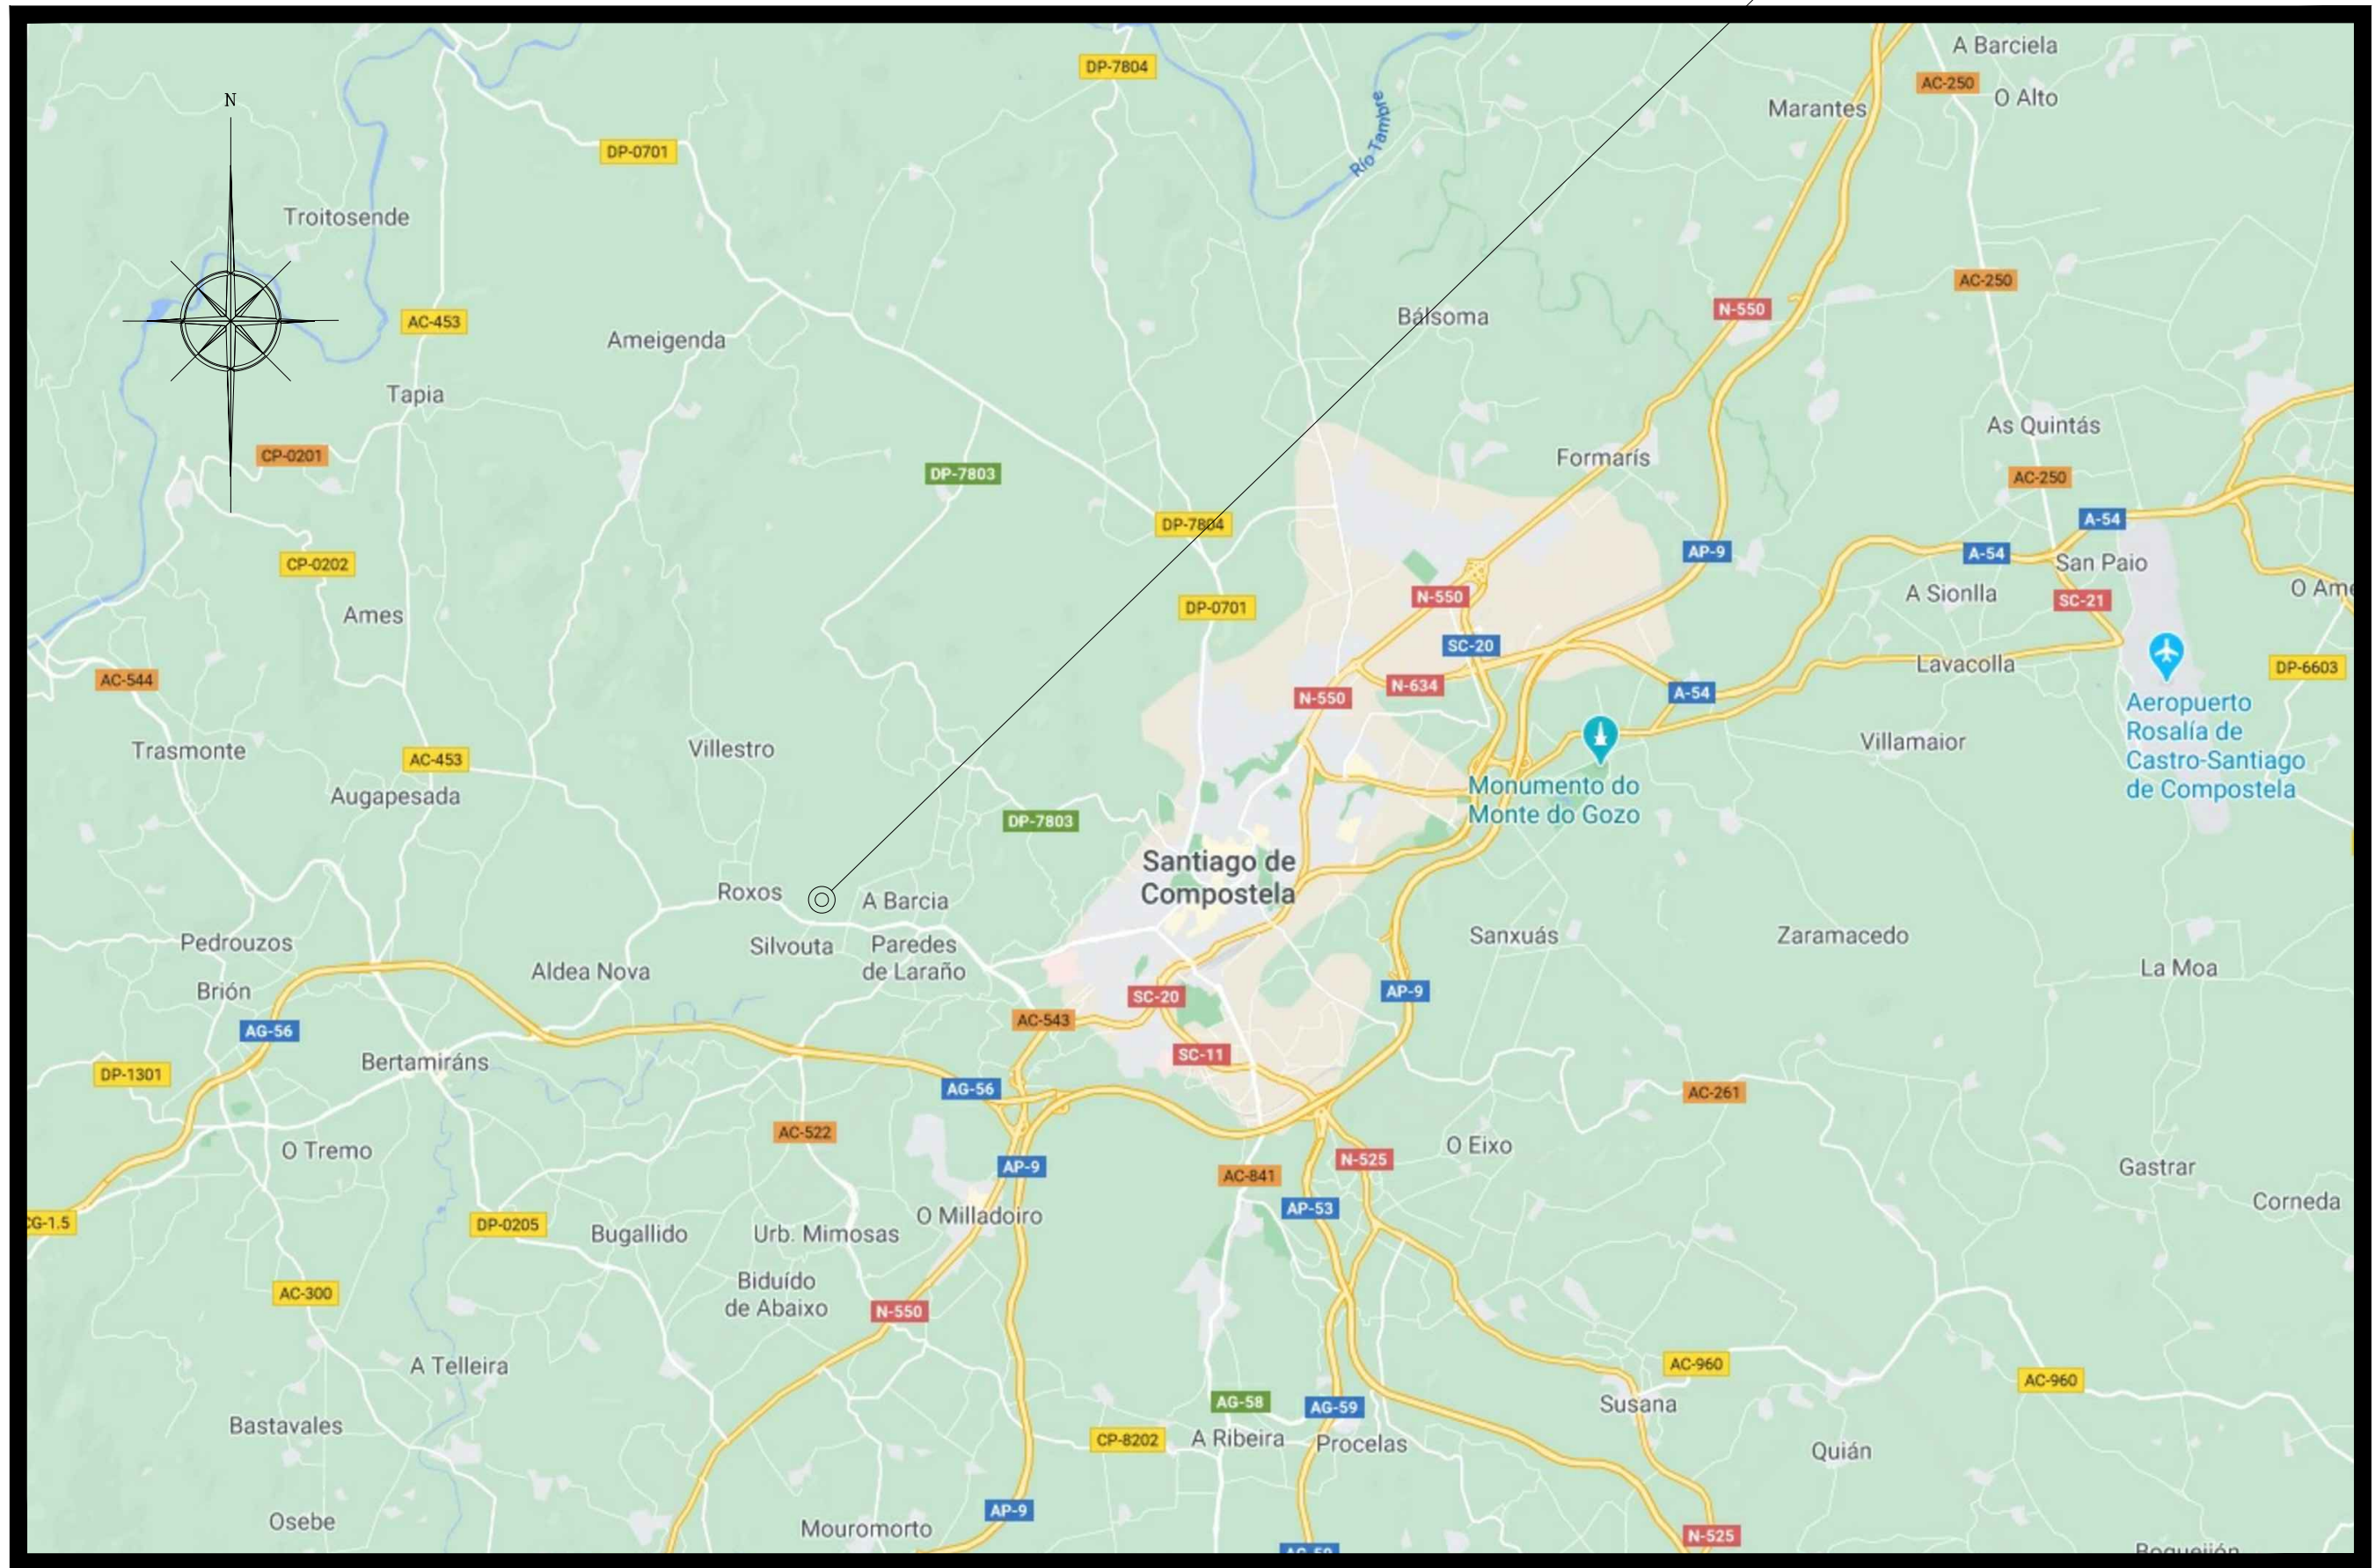 A Barciela
DP-7804
AC-250
O Alto
N
Marantes
Río Tambre
DP-0701
Troitosende
AC-250
N-550
Bálsoma
AC-453
Ameigenda
Tapia
As Quintás
CP-0201
Formarís
DP-7803
AC-250
DP-7804
A-54
AP-9
A-54
CP-0202
San Paio
A Sionlla
O Ame
N-550
SC-21
DP-0701
Ames
SC-20
Lavacolla
DP-6603
AC-544
N-634
A-54
N-550
Aeropuerto
Rosalía de
Castro-Santiago
de Compostela
Trasmonte
Villestro
Villamaior
AC-453
Monumento do
Monte do Gozo
Augapesada
DP-7803
Santiago de
Compostela
Roxos
A Barcia
Pedrouzos
Silvouta
Paredes
de Laraño
Sanxuás
Zaramacedo
Aldea Nova
La Moa
Brión
SC-20
AP-9
AG-56
AC-543
Bertamiráns
SC-11
DP-1301
AG-56
AC-261
AC-522
O Tremo
O Eixo
AP-9
N-525
Gastrar
AC-841
Corneda
CG-1.5
DP-0205
AP-53
O Milladoiro
Bugallido
Urb. Mimosas
Biduído
de Abaixo
AC-300
N-550
A Telleira
AC-960
AC-960
AG-58
AG-59
Susana
Bastavales
CP-8202
A Ribeira
Procelas
Quián
AP-9
Osebe
Mouromorto
N-525
AG-59
Boqueijón